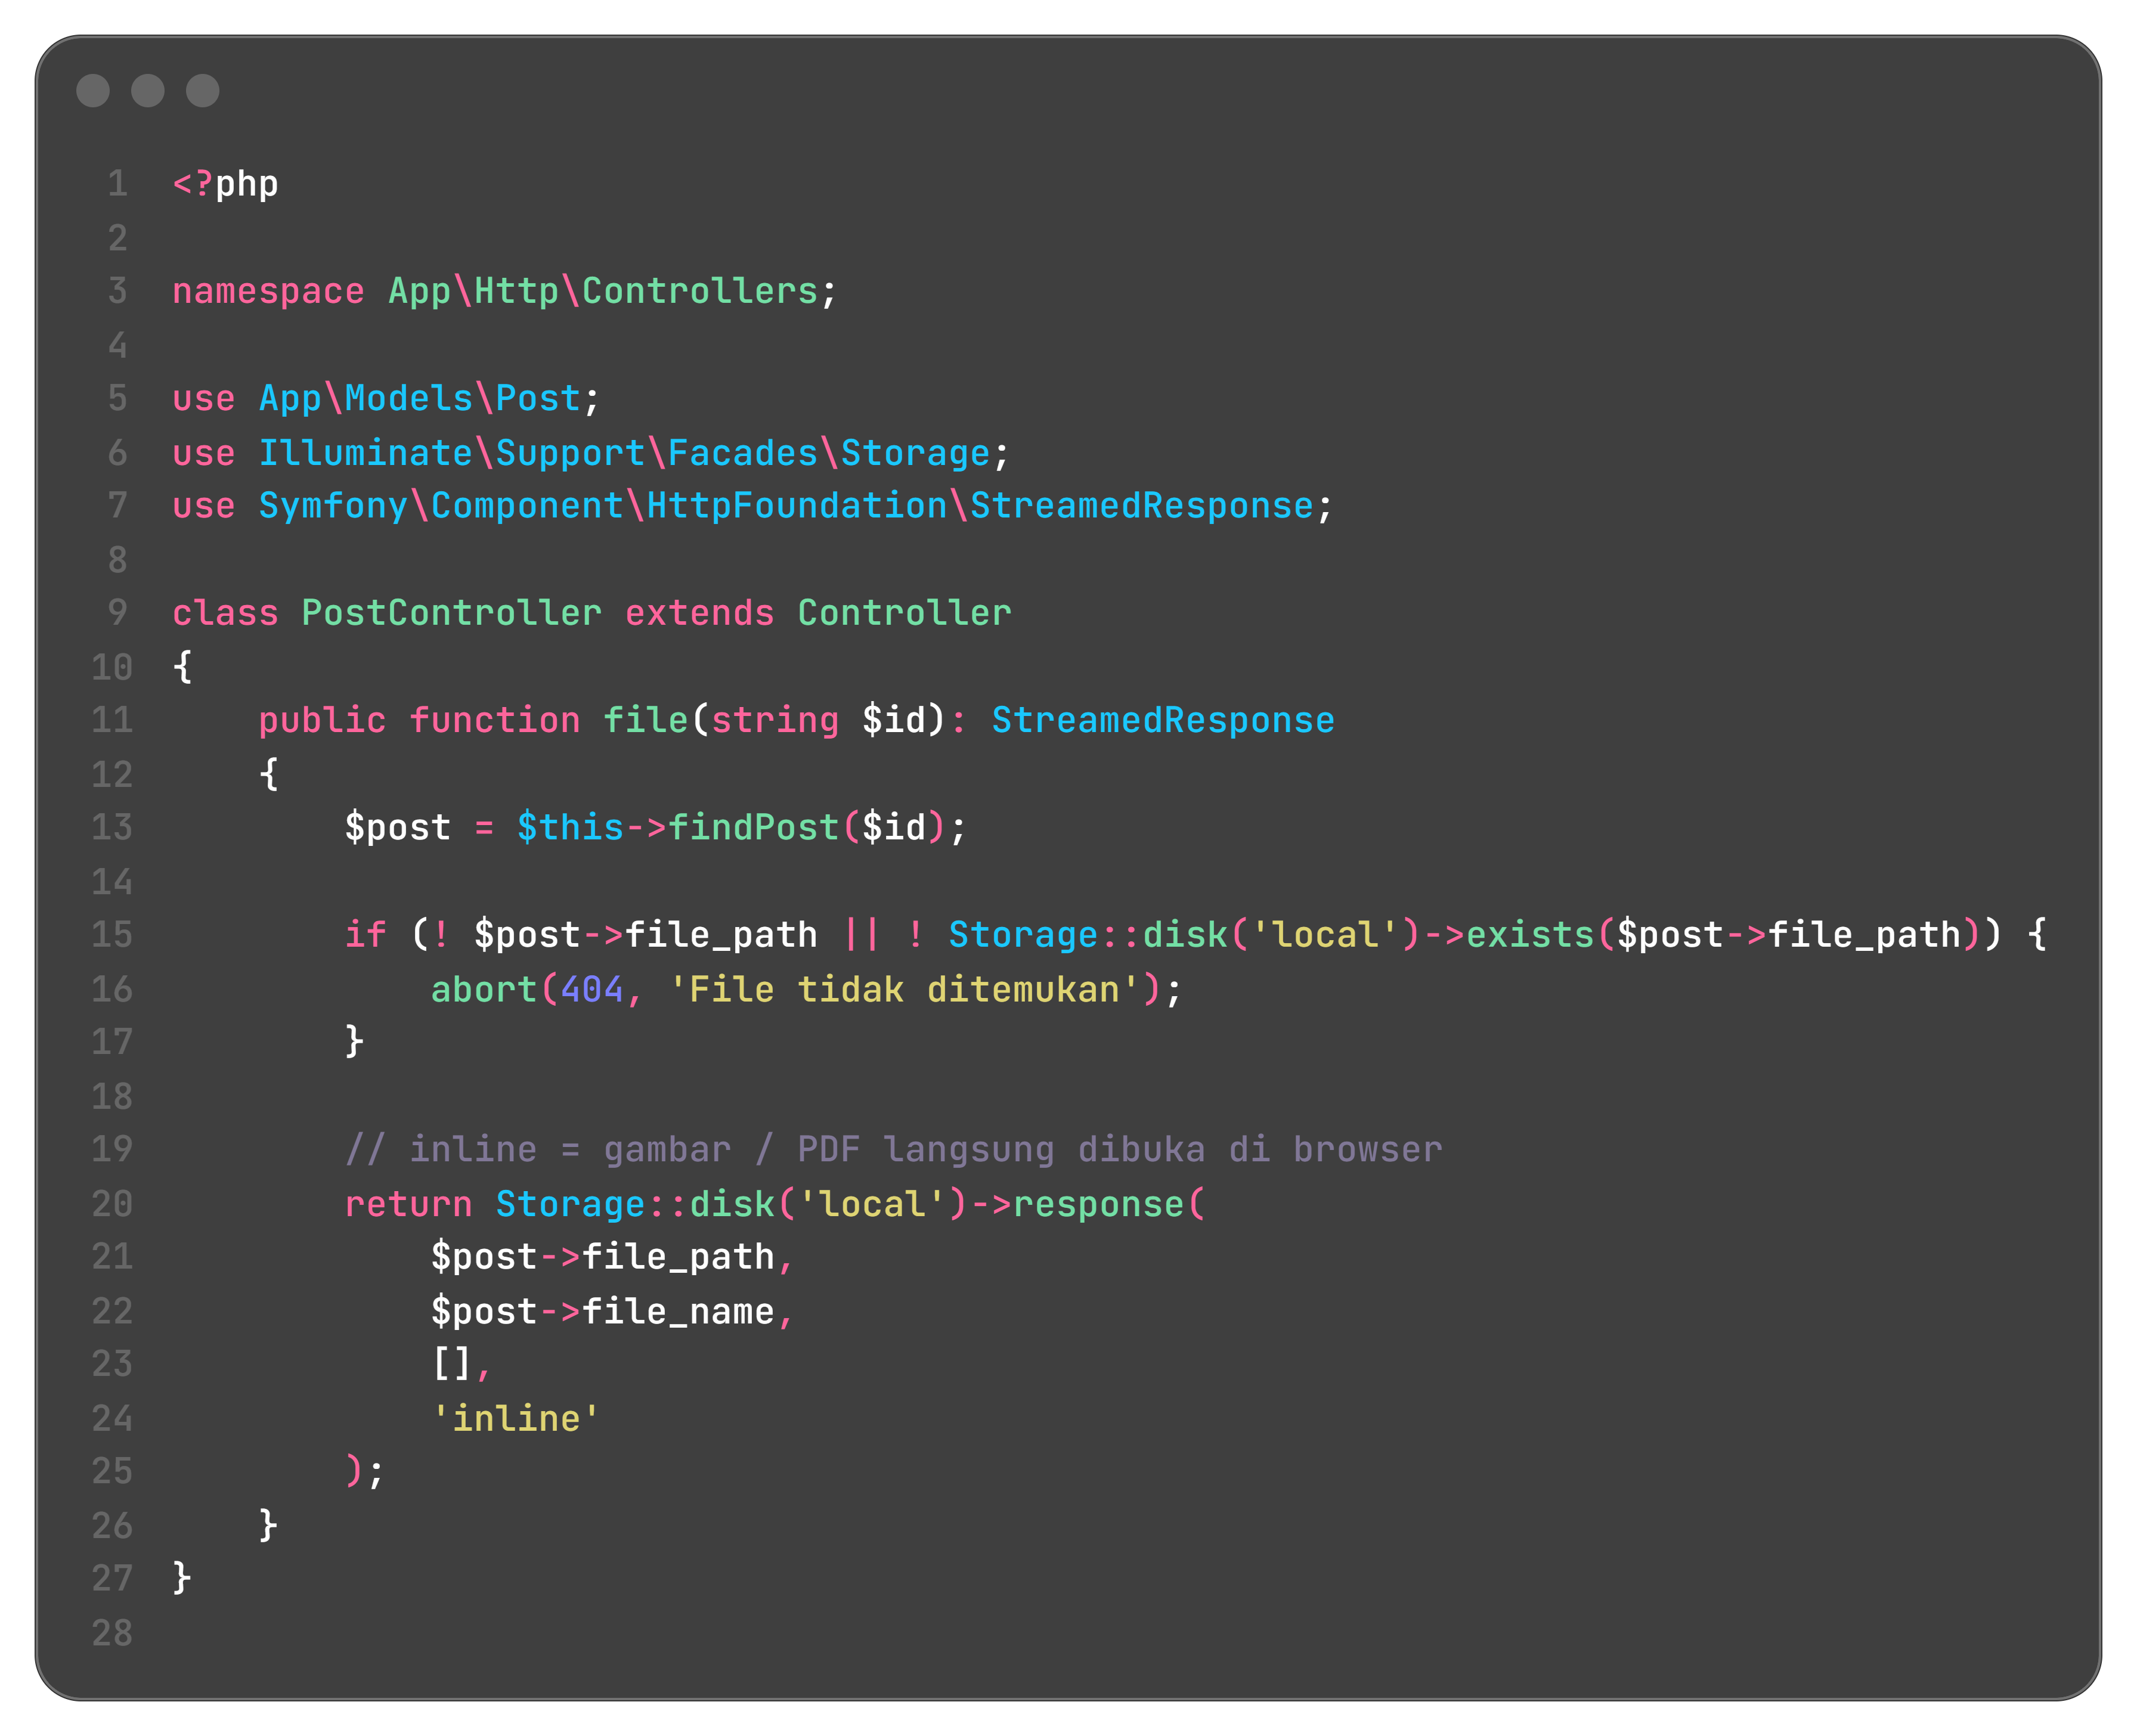 1 <?php
2
3 namespace App\Http\Controllers;
4
5 use App\Models\Post;
6 use Illuminate\Support\Facades\Storage;
7 use Symfony\Component\HttpFoundation\StreamedResponse;
8
9 class PostController extends Controller
10 {
11     public function file(string $id): StreamedResponse
12     {
13         $post = $this->findPost($id);
14
15         if (! $post->file_path || ! Storage::disk('local')->exists($post->file_path)) {
16             abort(404, 'File tidak ditemukan');
17         }
18
19         // inline = gambar / PDF langsung dibuka di browser
20         return Storage::disk('local')->response(
21             $post->file_path,
22             $post->file_name,
23             [],
24             'inline'
25         );
26     }
27 }
28